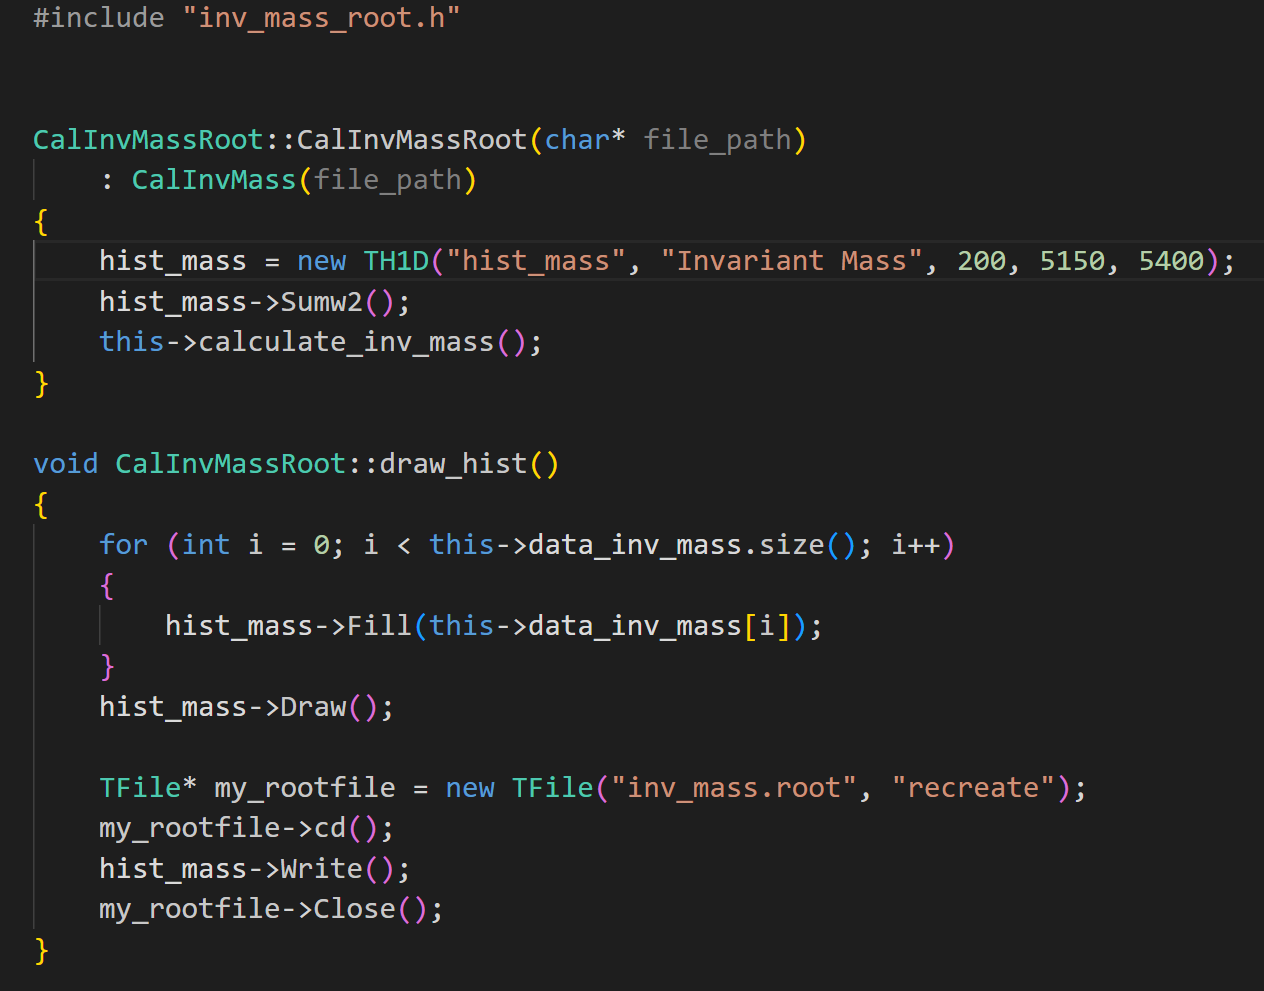 #include "inv_mass_root.h"
CalInvMassRoot::CalInvMassRoot(char* file_path)
    : CalInvMass(file_path)
{
    hist_mass = new TH1D("hist_mass", "Invariant Mass", 200, 5150, 5400);
    hist_mass->Sumw2();
    this->calculate_inv_mass();
}
void CalInvMassRoot::draw_hist()
{
    for (int i = 0; i < this->data_inv_mass.size(); i++)
    {
        hist_mass->Fill(this->data_inv_mass[i]);
    }
    hist_mass->Draw();
    TFile* my_rootfile = new TFile("inv_mass.root", "recreate");
    my_rootfile->cd();
    hist_mass->Write();
    my_rootfile->Close();
}